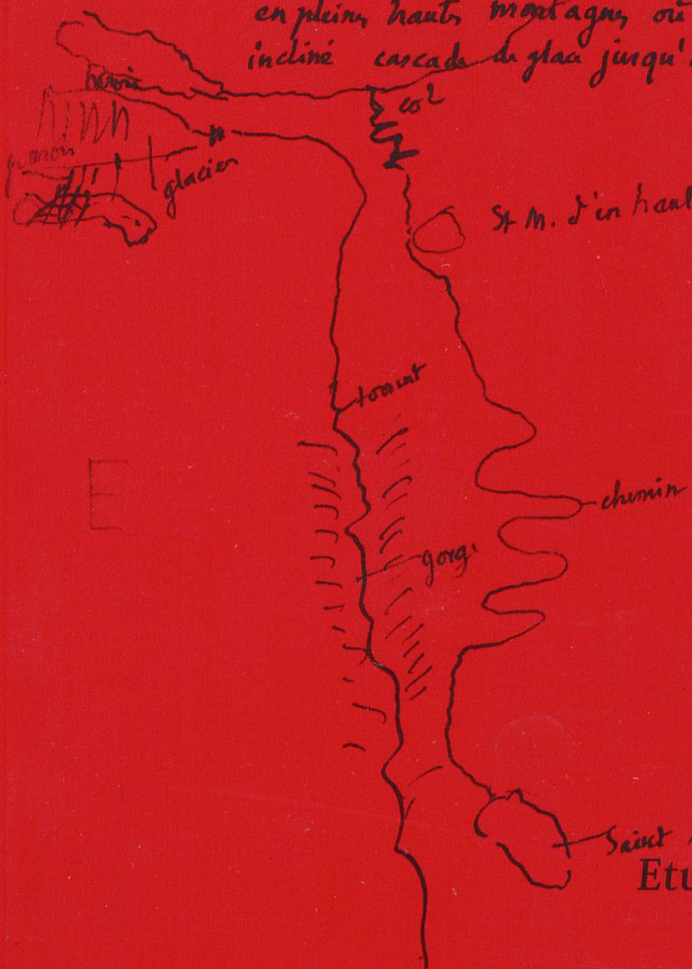 en pleine hautes montagnes où
incliné cascade de glace jusqu'
col
glacier
St M. d'en haut
torrent
E
chemin
gorge
Saint
Etu